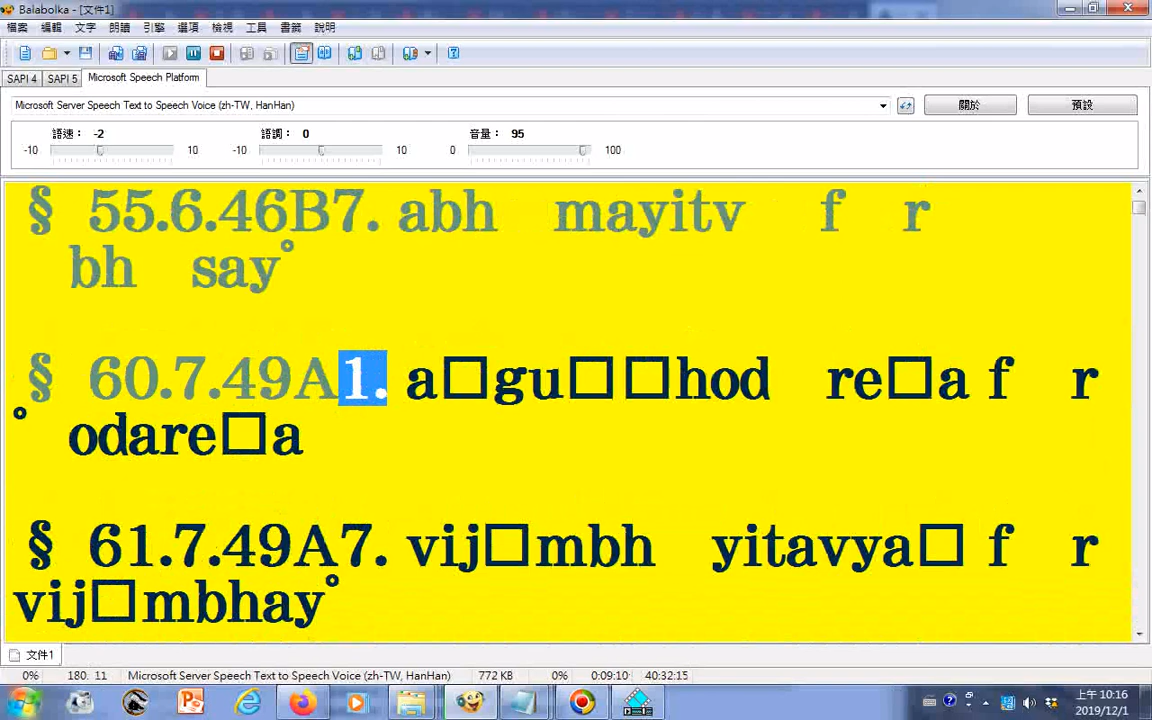 Balabolka - [文件1]
檔案 編輯 文字 朗讀 引擎 選項 檢視 工具 書籤 說明
SAPI 4 SAPI 5 Microsoft Speech Platform
Microsoft Server Speech Text to Speech Voice (zh-TW, HanHan) 關於 預設
語速： -2 語調： 0 音量： 95
-10 10 -10 10 0 100
§ 55.6.46B7. abh mayitv f r
bh say°
§ 60.7.49A1. a□gu□□hod re□a f r
° odare□a
§ 61.7.49A7. vij□mbh yitavya□ f r
vij□mbhay°
文件1
0% 180. 11 Microsoft Server Speech Text to Speech Voice (zh-TW, HanHan) 772 KB 0% 0:09:10 40:32:15
上午 10:16
2019/12/1